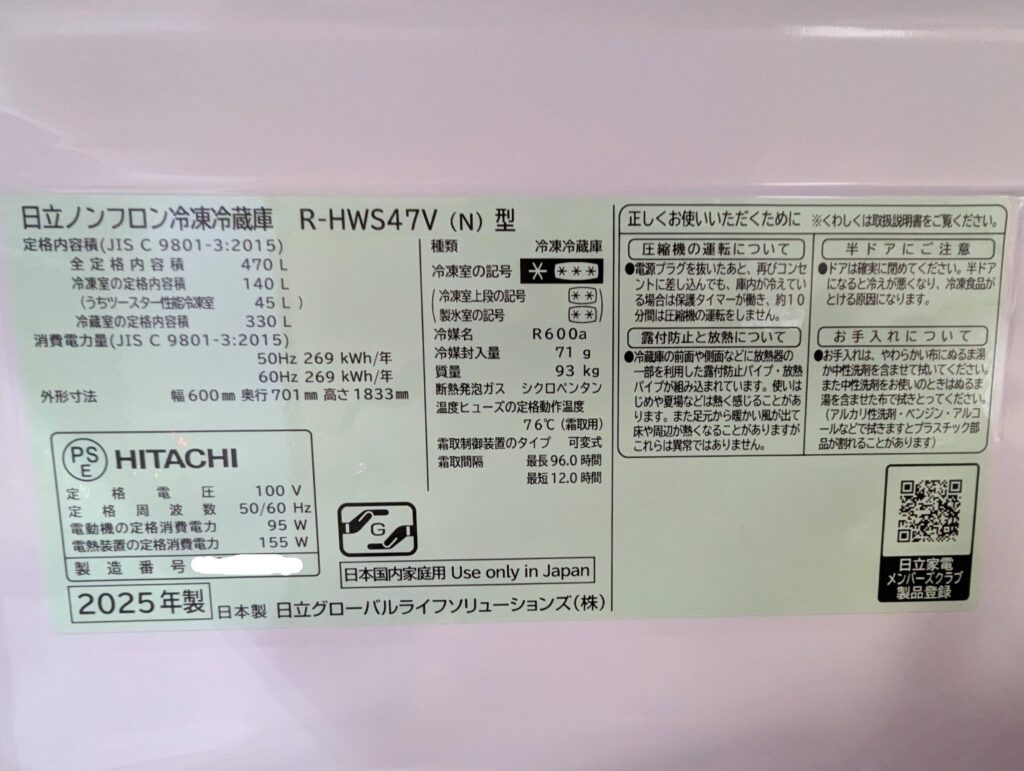 日立ノンフロン冷凍冷蔵庫 R-HWS47V (N) 型
定格内容積(JIS C 9801-3:2015)
全定格内容積 470 L
冷凍室の定格内容積 140 L
(うちツースター性能冷凍室 45 L )
冷蔵室の定格内容積 330 L
消費電力量(JIS C 9801-3:2015)
50Hz 269 kWh/年
60Hz 269 kWh/年
外形寸法 幅600mm 奥行701mm 高さ1833mm
PS
E
HITACHI
定格電圧 100 V
定格周波数 50/60 Hz
電動機の定格消費電力 95 W
電熱装置の定格消費電力 155 W
製造番号
2025年製
日本製 日立グローバルライフソリューションズ(株)
種類 冷凍冷蔵庫
冷凍室の記号 * ***
(冷凍室上段の記号 **
製氷室の記号 **)
冷媒名 R600a
冷媒封入量 71 g
質量 93 kg
断熱発泡ガス シクロペンタン
温度ヒューズの定格動作温度
76℃(霜取用)
霜取制御装置のタイプ 可変式
霜取間隔 最長96.0時間
最短12.0時間
G
日本国内家庭用 Use only in Japan
正しくお使いいただくために ※くわしくは取扱説明書をご覧ください。
圧縮機の運転について
●電源プラグを抜いたあと、再びコンセ
ントに差し込んでも、庫内が冷えてい
る場合は保護タイマーが働き、約10
分間は圧縮機の運転をしません。
露付防止と放熱について
●冷蔵庫の前面や側面などに放熱器の
一部を利用した露付防止パイプ・放熱
パイプが組み込まれています。使いは
じめや夏場などは熱く感じることがあ
ります。また足元から暖かい風が出て
床や周辺が熱くなることがありますが
これらは異常ではありません。
半ドアにご注意
●ドアは確実に閉めてください。半ドア
になると冷えが悪くなり、冷凍食品が
とける原因になります。
お手入れについて
●お手入れは、やわらかい布にぬるま湯
か中性洗剤を含ませて拭いてください。
また中性洗剤をお使いのときはぬるま
湯を含ませた布で拭きとってください。
(アルカリ性洗剤・ベンジン・アルコ
ールなどで拭きますとプラスチック部
品が割れることがあります)
日立家電
メンバーズクラブ
製品登録